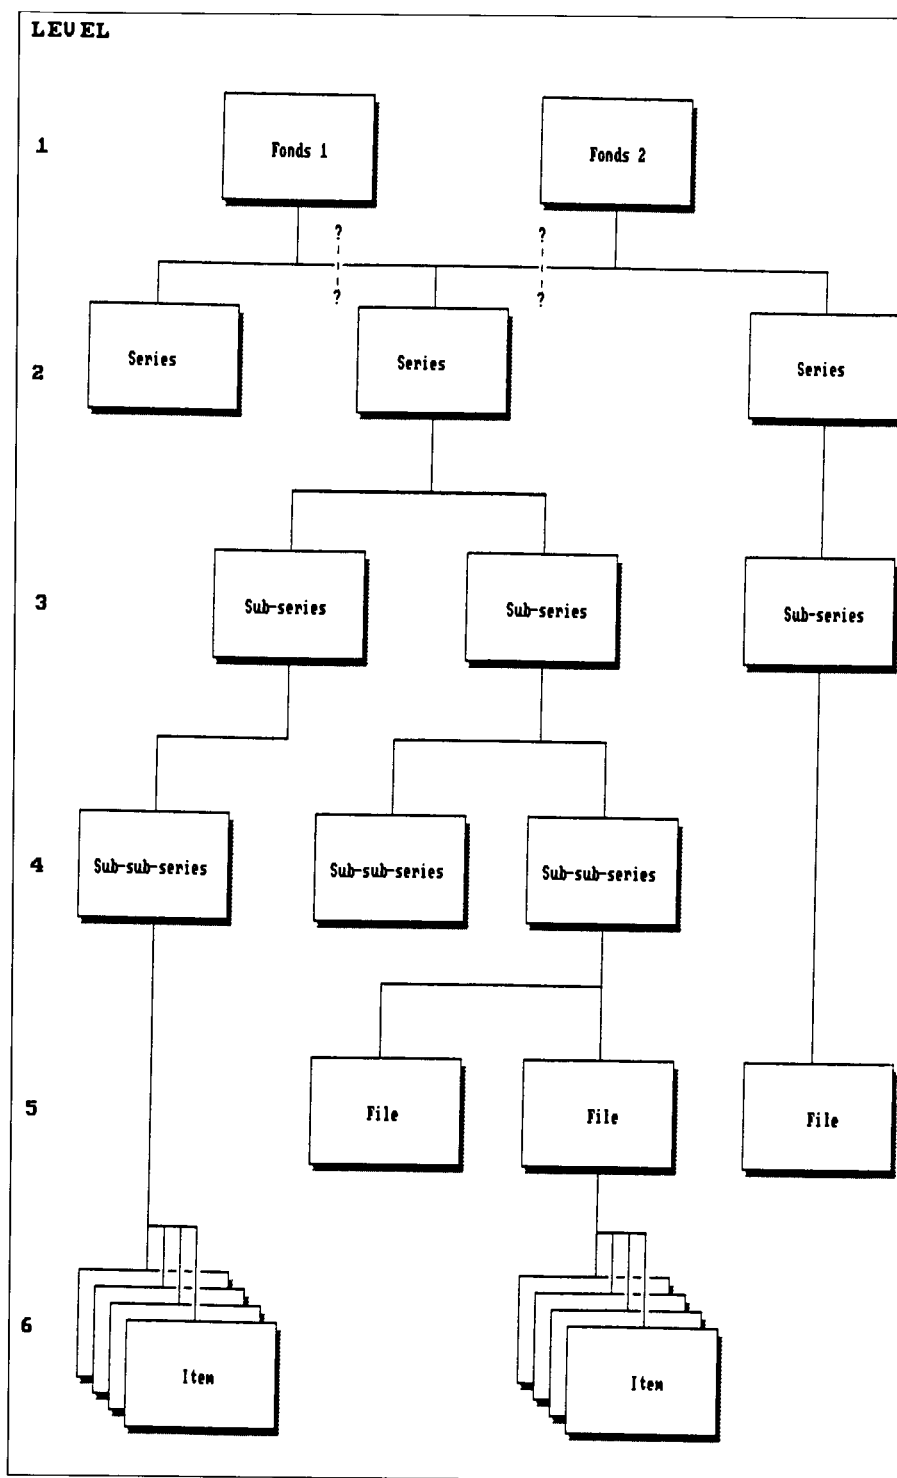 LEVEL
1
Fonds 1
Fonds 2
?
?
?
?
2
Series
Series
Series
3
Sub-series
Sub-series
Sub-series
4
Sub-sub-series
Sub-sub-series
Sub-sub-series
5
File
File
File
6
Item
Item